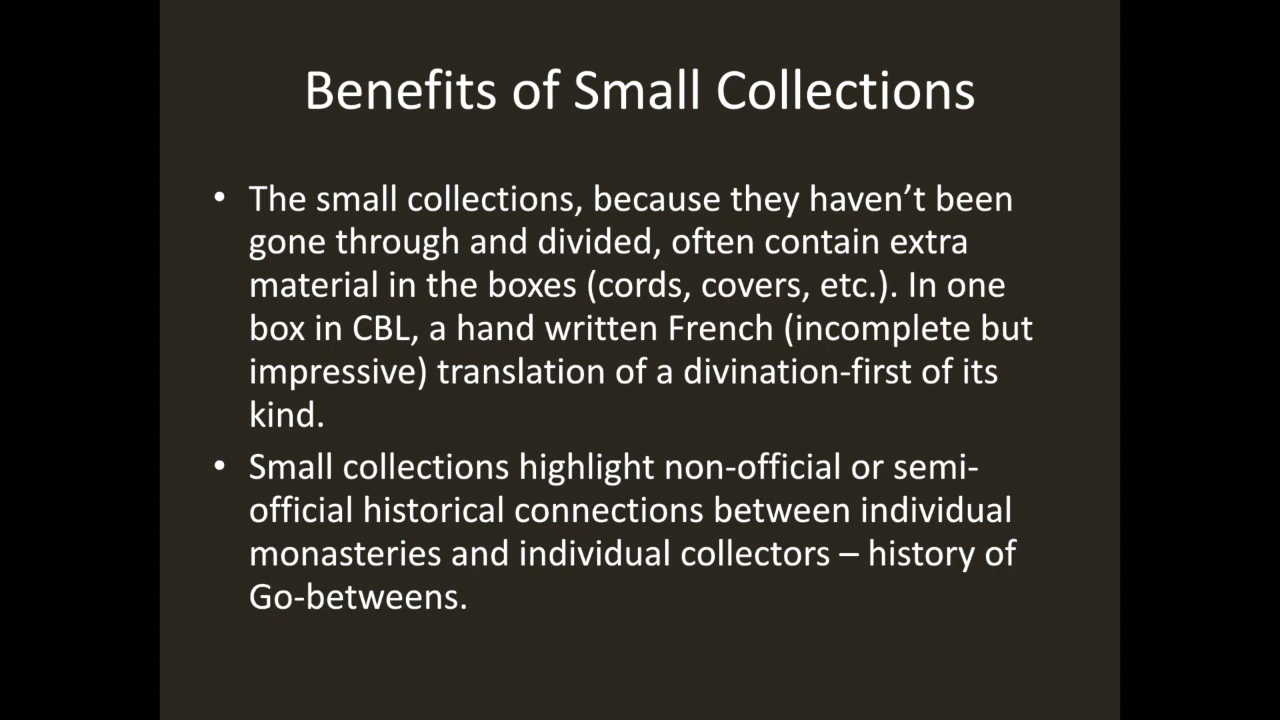 Benefits of Small Collections
• The small collections, because they haven’t been
gone through and divided, often contain extra
material in the boxes (cords, covers, etc.). In one
box in CBL, a hand written French (incomplete but
impressive) translation of a divination-first of its
kind.
• Small collections highlight non-official or semi-
official historical connections between individual
monasteries and individual collectors – history of
Go-betweens.